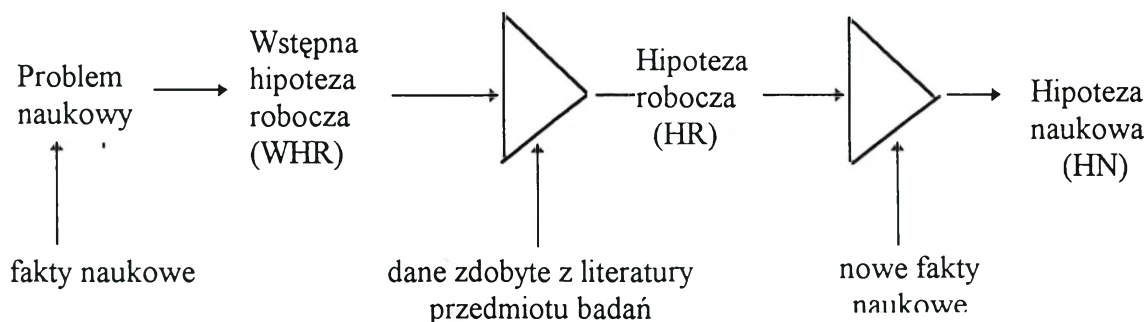 Problem
naukowy
Wstępna
hipoteza
robocza
(WHR)
Hipoteza
robocza
(HR)
Hipoteza
naukowa
(HN)
fakty naukowe
dane zdobyte z literatury
przedmiotu badań
nowe fakty
naukowe